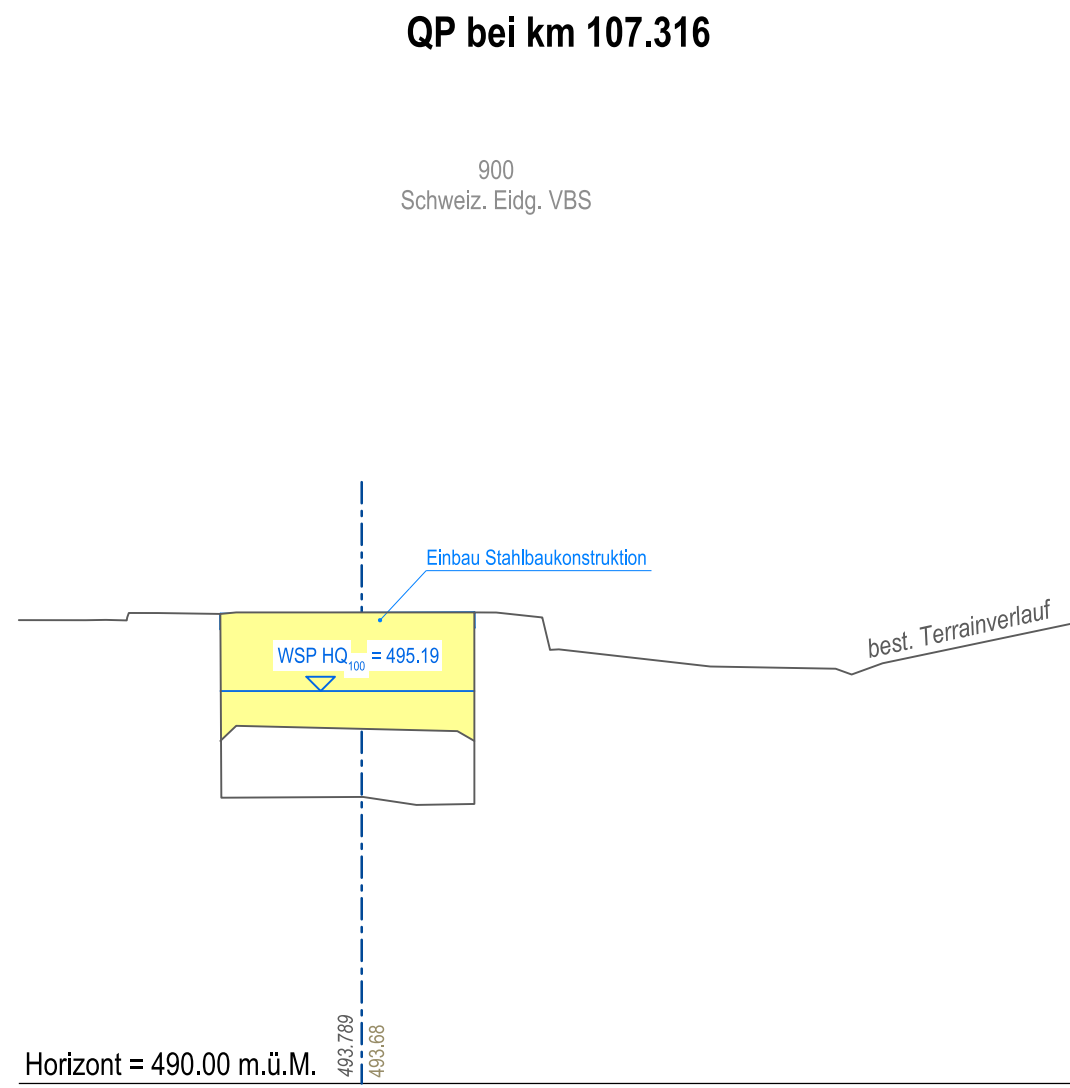 QP bei km 107.316
900
Schweiz. Eidg. VBS
Einbau Stahlbaukonstruktion
best. Terrainverlauf
WSP HQ100 = 495.19
493.789
493.68
Horizont = 490.00 m.ü.M.